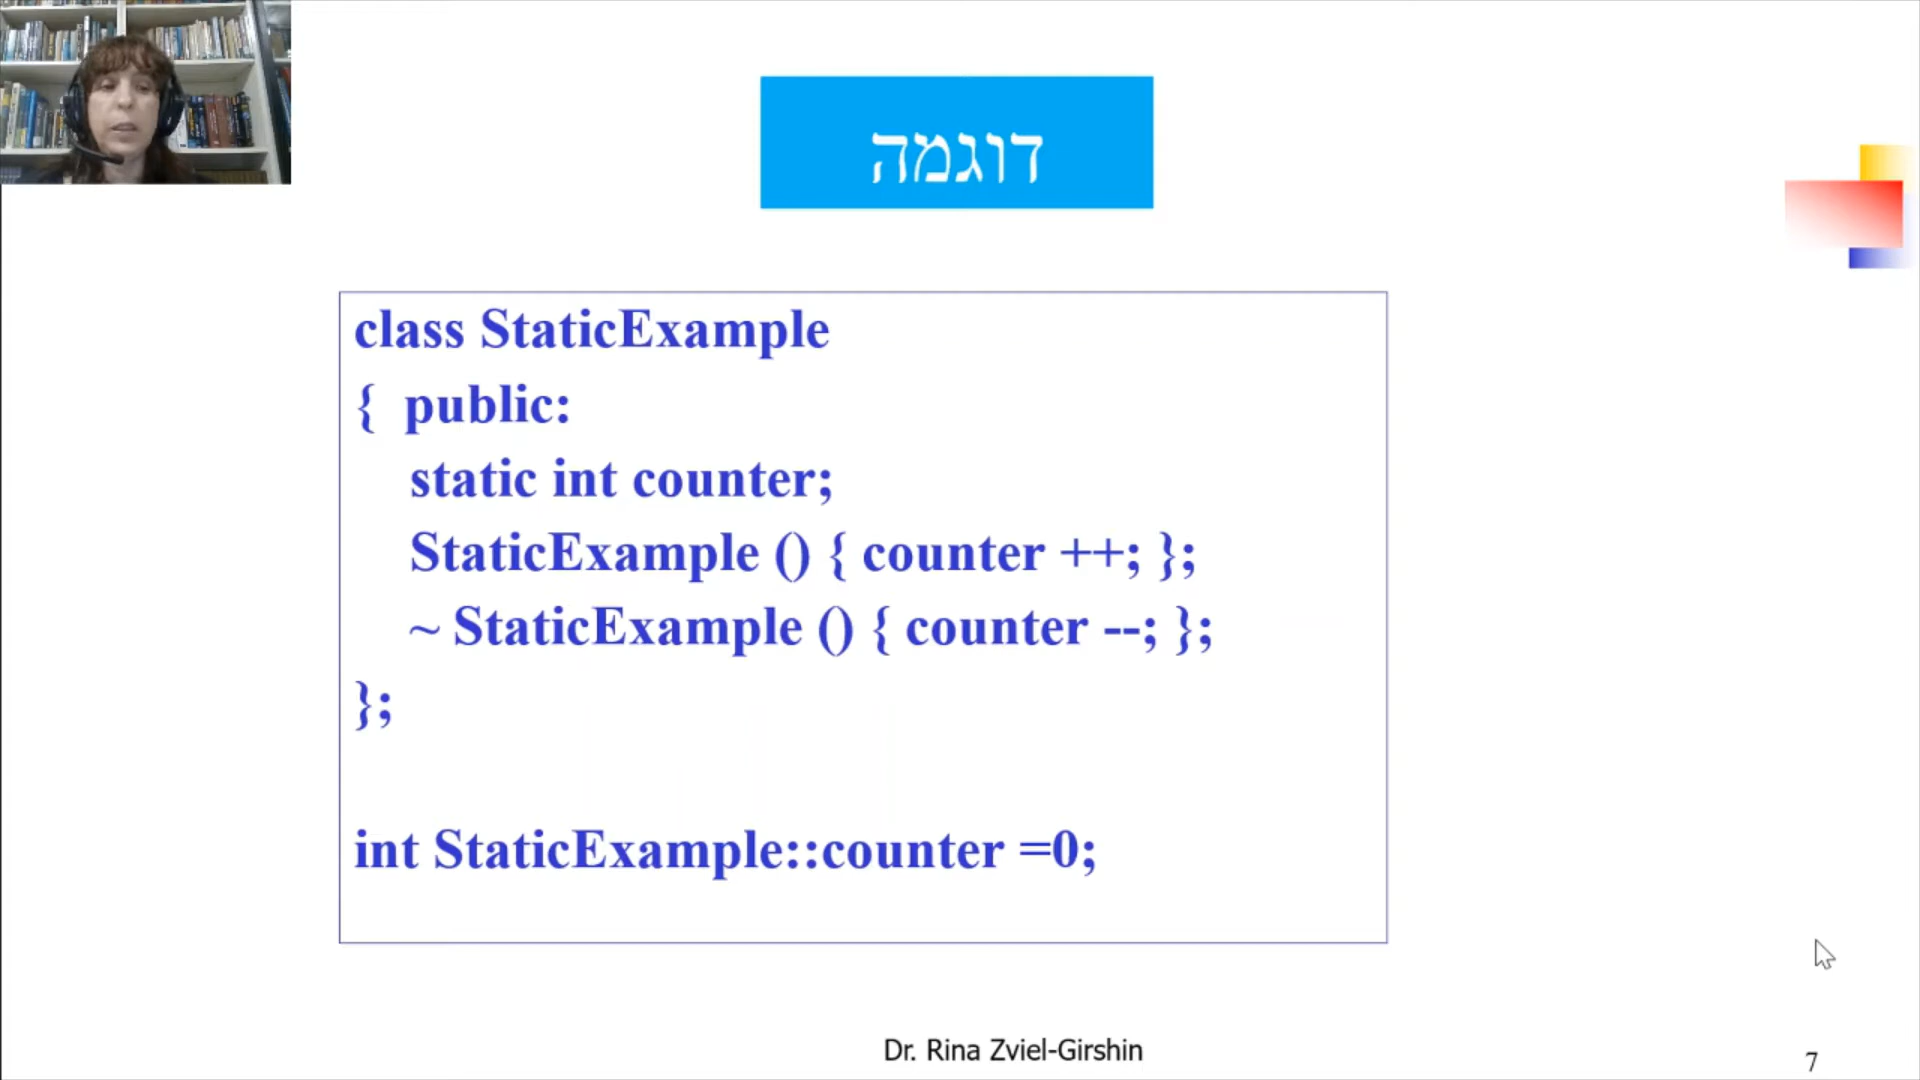 דוגמה
class StaticExample
{ public:
static int counter;
StaticExample () { counter ++; };
~ StaticExample () { counter --; };
};
int StaticExample::counter =0;
Dr. Rina Zviel-Girshin
7